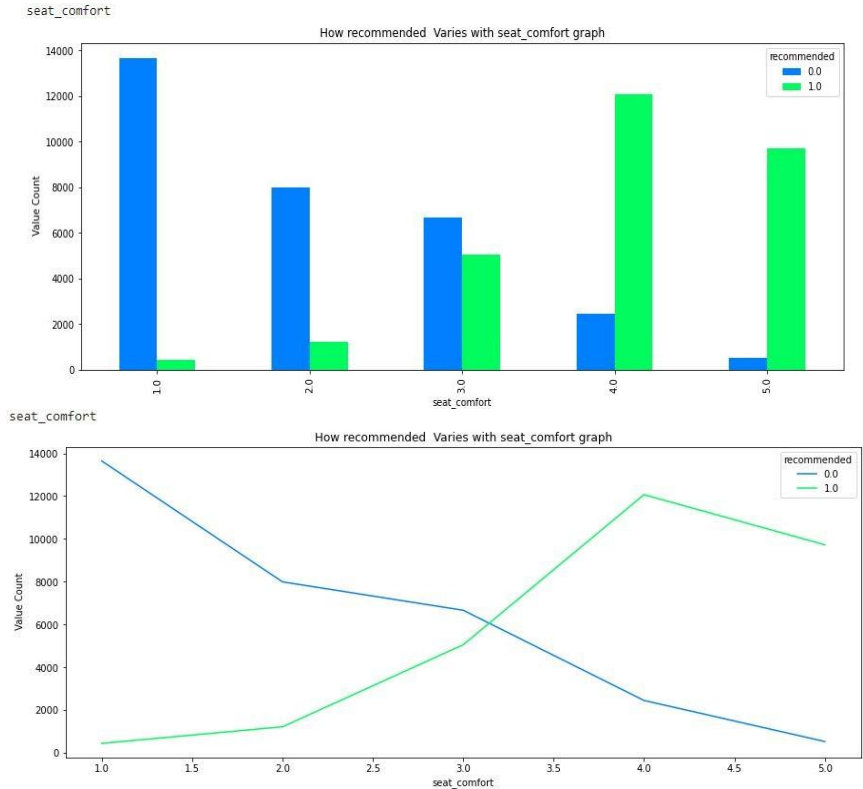 seat_comfort
How recommended  Varies with seat_comfort graph
recommended
0.0
1.0
14000
12000
10000
8000
6000
4000
2000
0
Value Count
1.0
2.0
3.0
4.0
5.0
seat_comfort
seat_comfort
How recommended  Varies with seat_comfort graph
recommended
0.0
1.0
14000
12000
10000
8000
6000
4000
2000
0
Value Count
1.0 1.5 2.0 2.5 3.0 3.5 4.0 4.5 5.0
seat_comfort